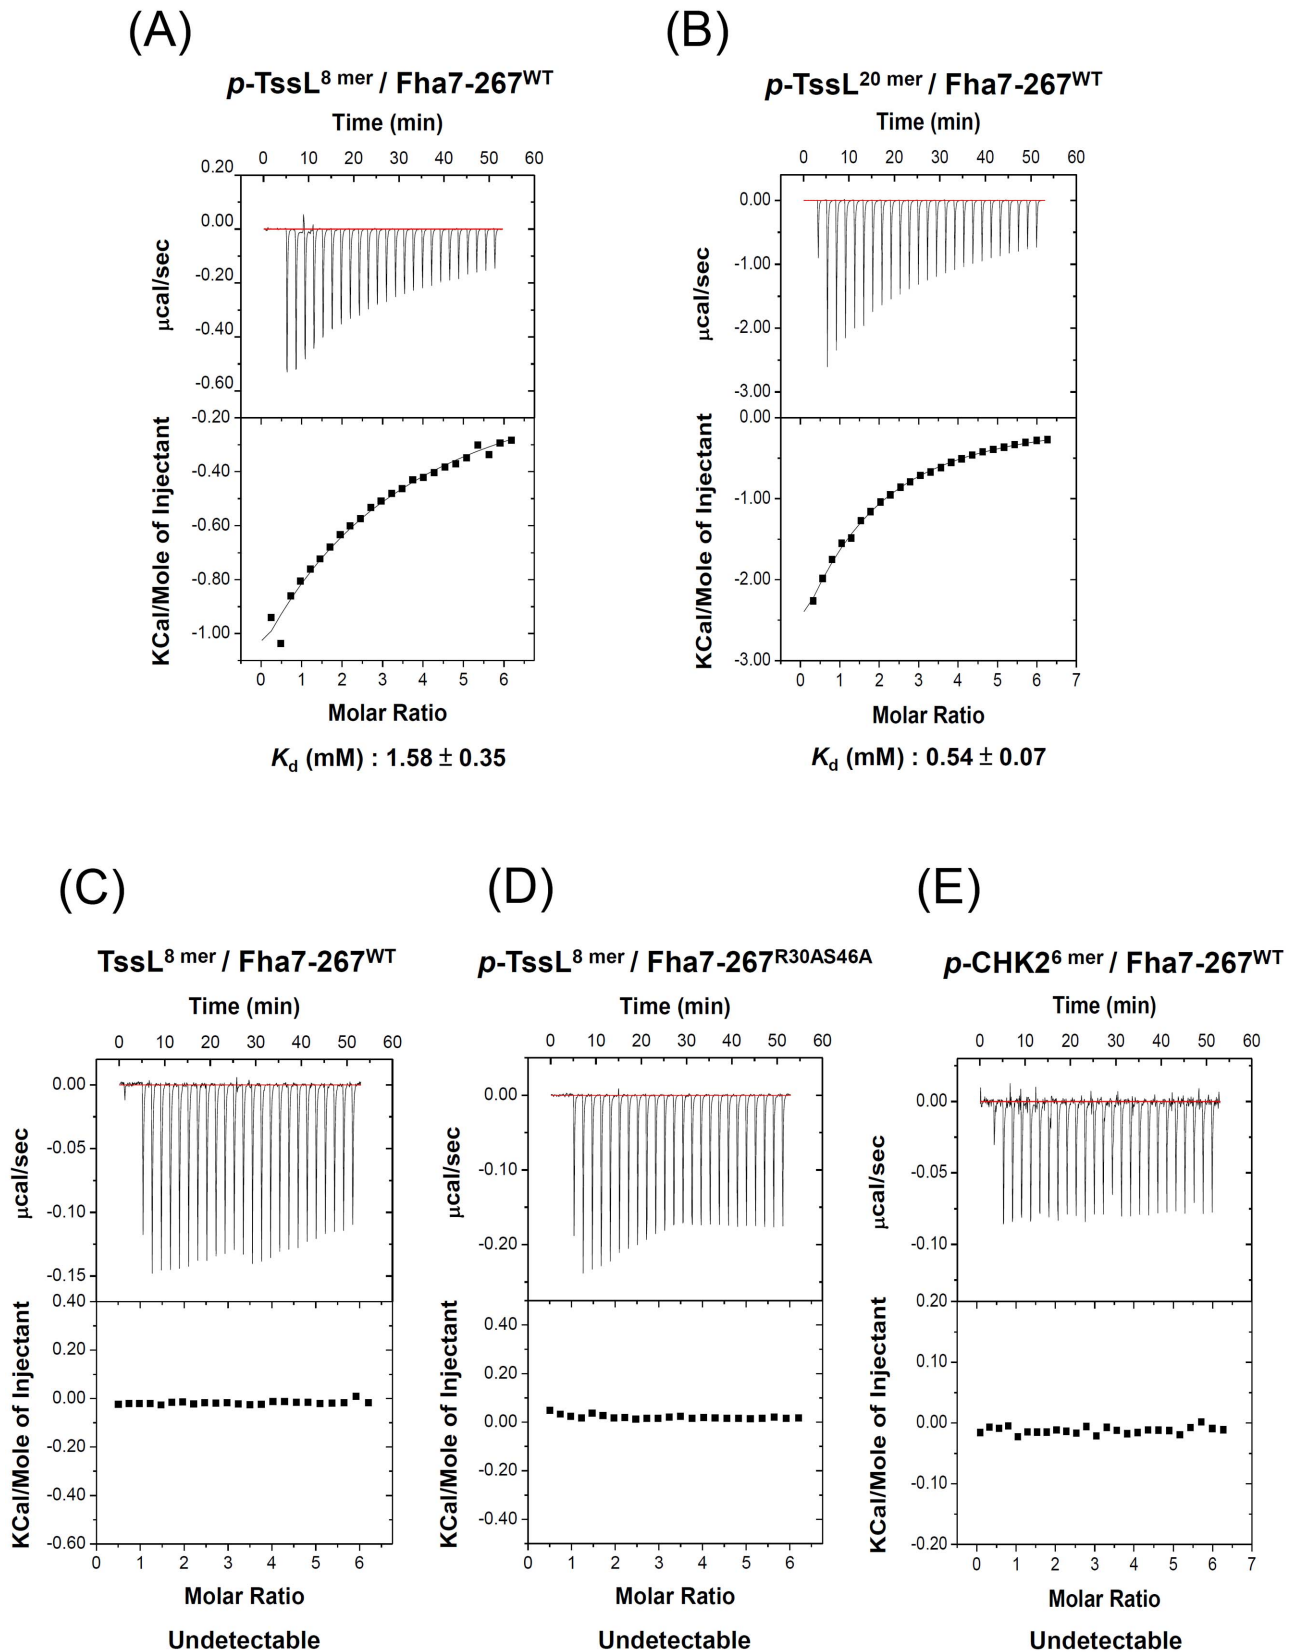 (A)
p-TssL8 mer / Fha7-267WT
Time (min)
0 10 20 30 40 50 60
0.20
0.00
-0.20
-0.40
-0.60
µcal/sec
-0.20
-0.40
-0.60
-0.80
-1.00
KCal/Mole of Injectant
0 1 2 3 4 5 6
Molar Ratio
Kd (mM) : 1.58 ± 0.35
(B)
p-TssL20 mer / Fha7-267WT
Time (min)
0 10 20 30 40 50 60
0.00
-1.00
-2.00
-3.00
µcal/sec
0.00
-1.00
-2.00
-3.00
KCal/Mole of Injectant
0 1 2 3 4 5 6 7
Molar Ratio
Kd (mM) : 0.54 ± 0.07
(C)
TssL8 mer / Fha7-267WT
Time (min)
0 10 20 30 40 50 60
0.00
-0.05
-0.10
-0.15
µcal/sec
0.40
0.20
0.00
-0.20
-0.40
-0.60
KCal/Mole of Injectant
0 1 2 3 4 5 6
Molar Ratio
Undetectable
(D)
p-TssL8 mer / Fha7-267R30AS46A
Time (min)
0 10 20 30 40 50 60
0.00
-0.10
-0.20
µcal/sec
0.40
0.20
0.00
-0.20
-0.40
KCal/Mole of Injectant
0 1 2 3 4 5 6
Molar Ratio
Undetectable
(E)
p-CHK26 mer / Fha7-267WT
Time (min)
0 10 20 30 40 50 60
0.00
-0.05
-0.10
µcal/sec
0.20
0.10
0.00
-0.10
-0.20
KCal/Mole of Injectant
0 1 2 3 4 5 6 7
Molar Ratio
Undetectable